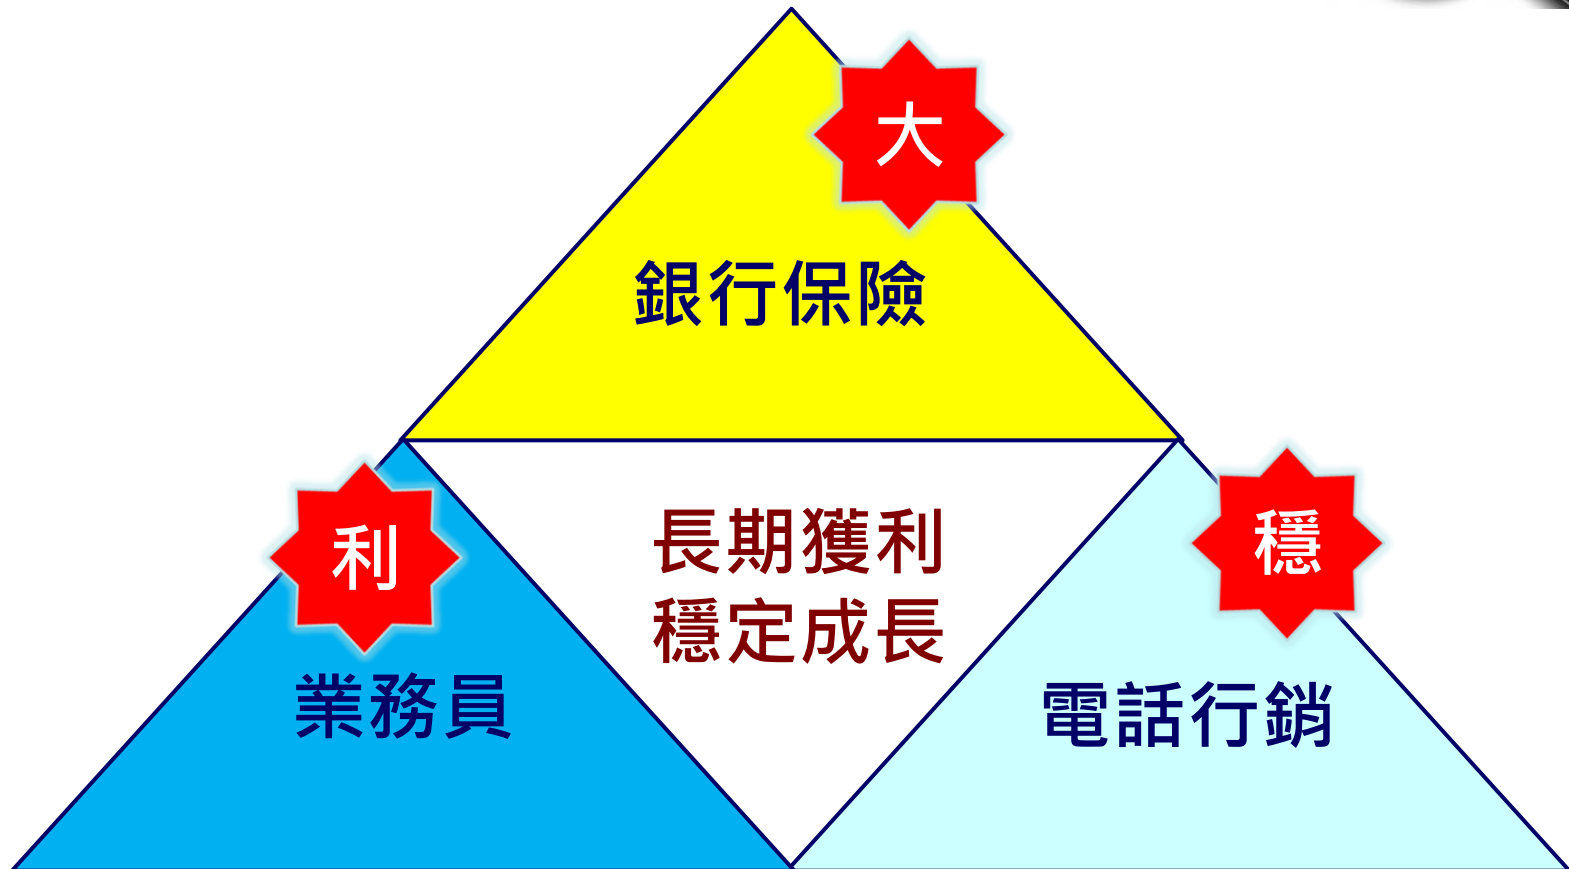 大
銀行保險
利
穩
長期獲利
穩定成長
業務員
電話行銷